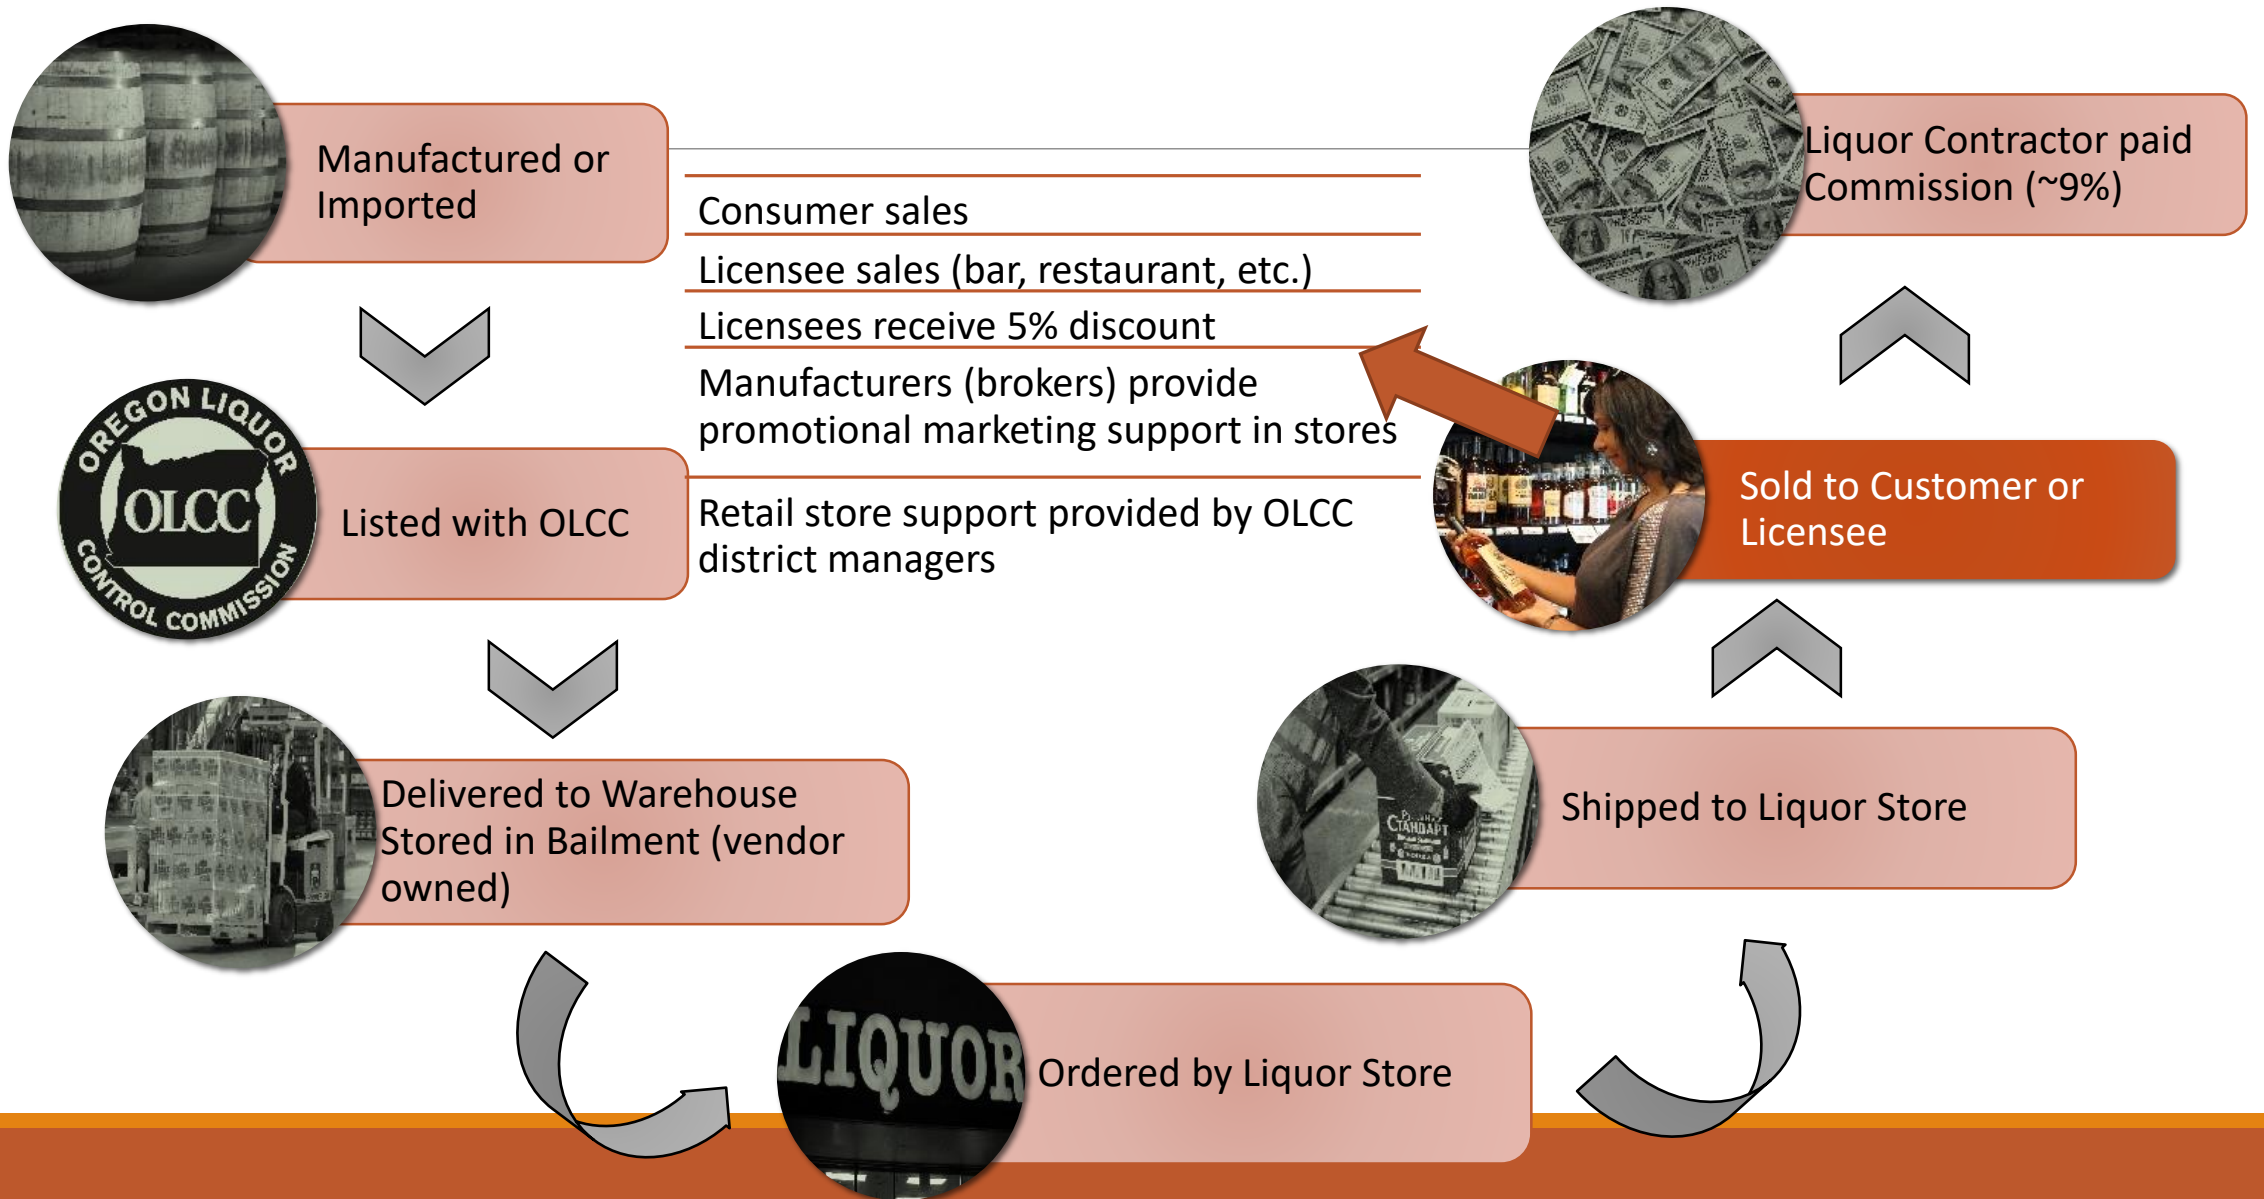 Manufactured or
Imported
OREGON LIQUOR
OLCC
CONTROL COMMISSION
Listed with OLCC
Delivered to Warehouse
Stored in Bailment (vendor
owned)
LIQUOR
Ordered by Liquor Store
СТАНДАРТ
Shipped to Liquor Store
Sold to Customer or
Licensee
Consumer sales
Licensee sales (bar, restaurant, etc.)
Licensees receive 5% discount
Manufacturers (brokers) provide
promotional marketing support in stores
Retail store support provided by OLCC
district managers
Liquor Contractor paid
Commission (~9%)